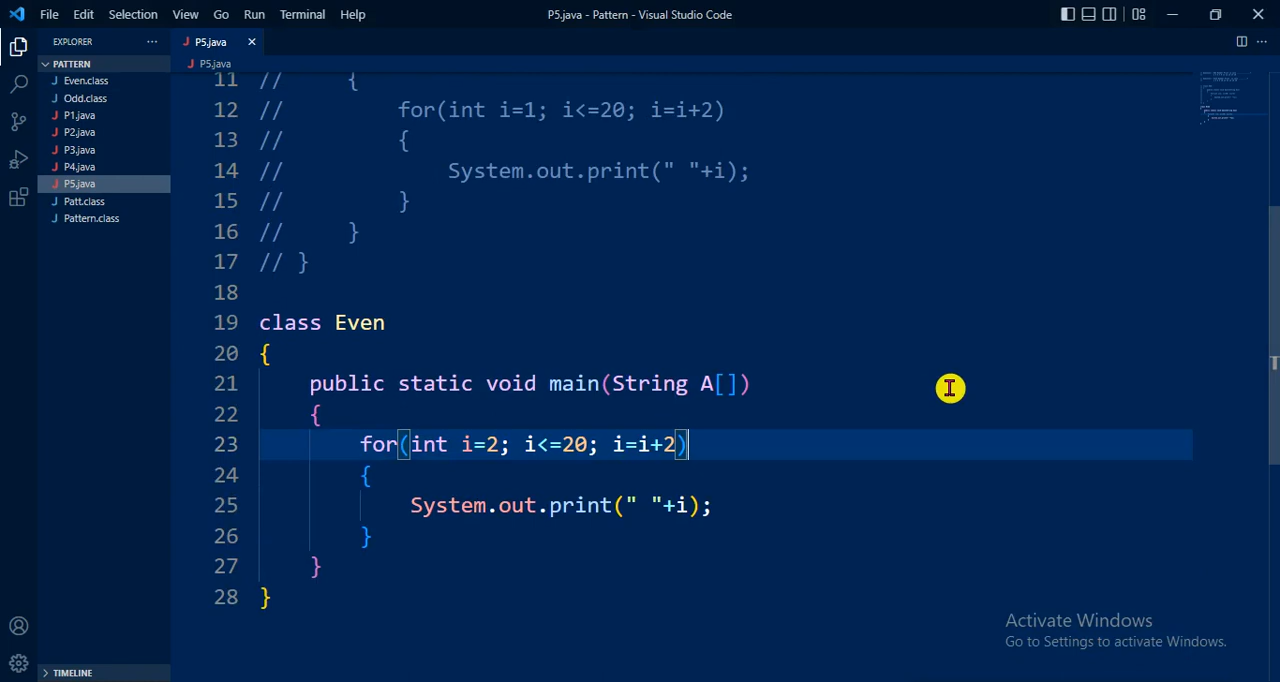 File Edit Selection View Go Run Terminal Help P5.java - Pattern - Visual Studio Code
EXPLORER ··· J P5.java ×
PATTERN
J P5.java
J Even.class
J Odd.class
J P1.java
J P2.java
J P3.java
J P4.java
J P5.java
J Patt.class
J Pattern.class
TIMELINE
11 // {
12 // for(int i=1; i<=20; i=i+2)
13 // {
14 // System.out.print(" "+i);
15 // }
16 // }
17 // }
18
19 class Even
20 {
21 public static void main(String A[])
22 {
23 for(int i=2; i<=20; i=i+2)
24 {
25 System.out.print(" "+i);
26 }
27 }
28 }
Activate Windows
Go to Settings to activate Windows.